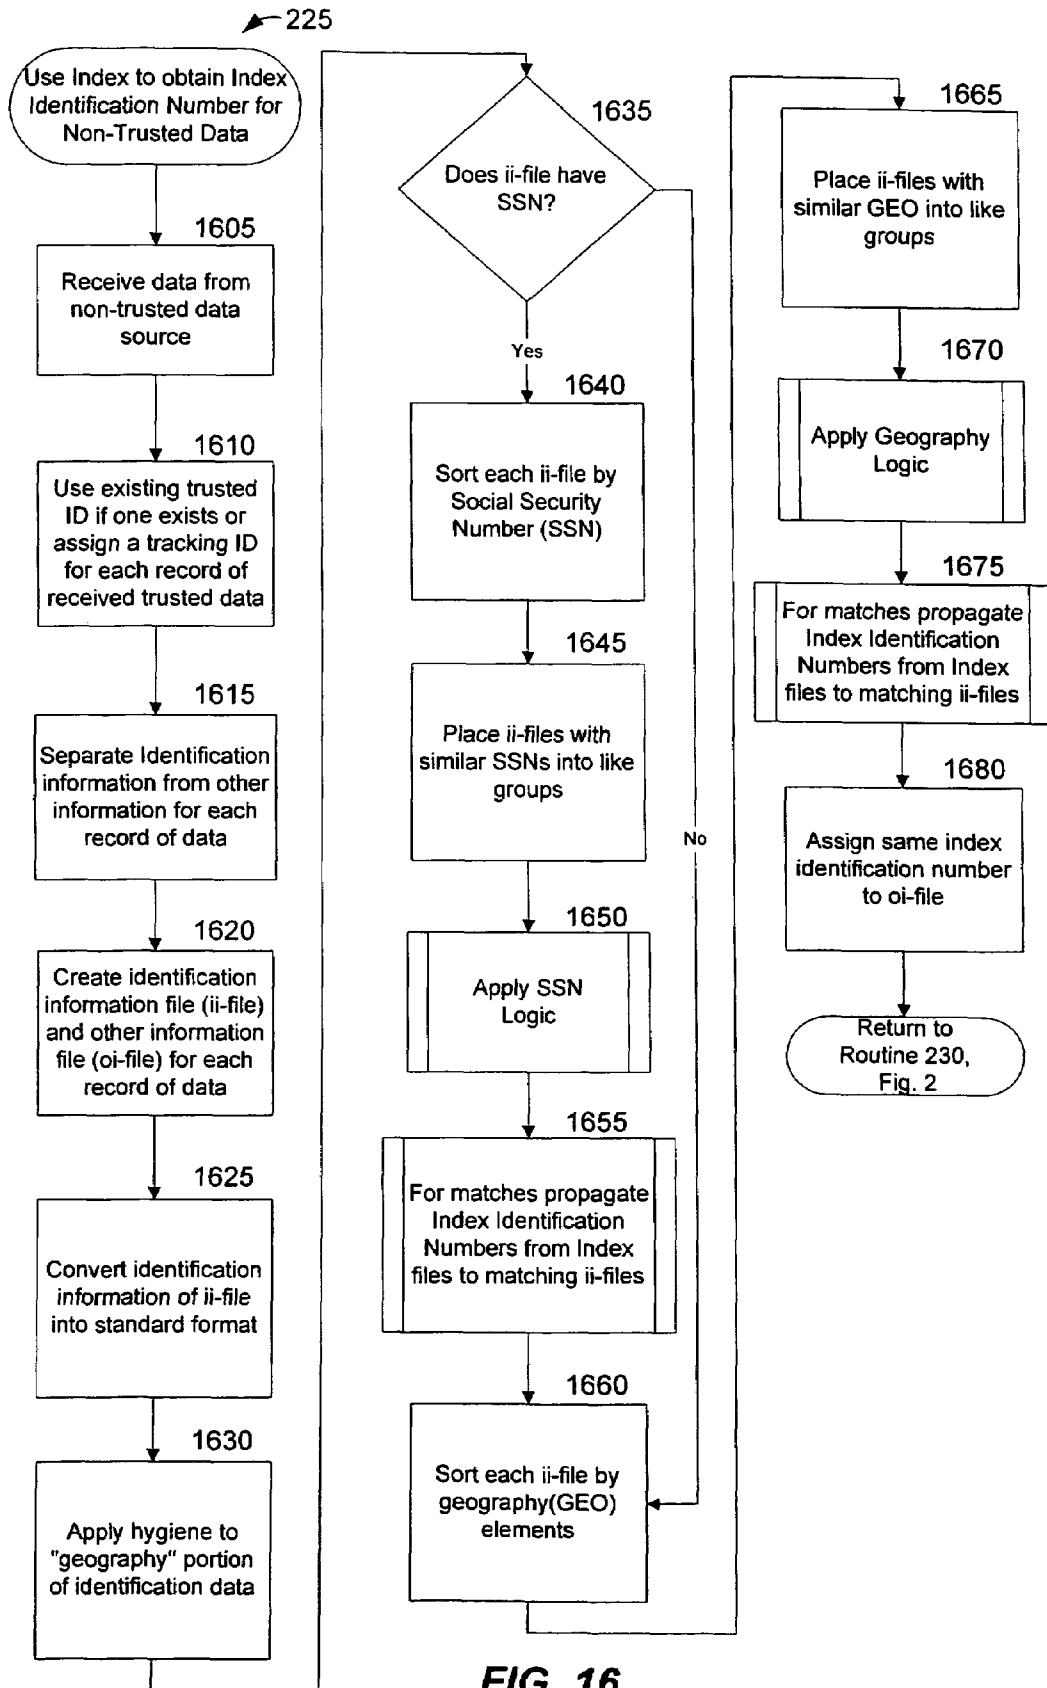 225
Use Index to obtain Index
Identification Number for
Non-Trusted Data
1605
Receive data from
non-trusted data
source
1610
Use existing trusted
ID if one exists or
assign a tracking ID
for each record of
received trusted data
1615
Separate Identification
information from other
information for each
record of data
1620
Create identification
information file (ii-file)
and other information
file (oi-file) for each
record of data
1625
Convert identification
information of ii-file
into standard format
1630
Apply hygiene to
"geography" portion
of identification data
1635
Does ii-file have
SSN?
Yes
No
1640
Sort each ii-file by
Social Security
Number (SSN)
1645
Place ii-files with
similar SSNs into like
groups
1650
Apply SSN
Logic
1655
For matches propagate
Index Identification
Numbers from Index
files to matching ii-files
1660
Sort each ii-file by
geography(GEO)
elements
1665
Place ii-files with
similar GEO into like
groups
1670
Apply Geography
Logic
1675
For matches propagate
Index Identification
Numbers from Index
files to matching ii-files
1680
Assign same index
identification number
to oi-file
Return to
Routine 230,
Fig. 2
FIG. 16